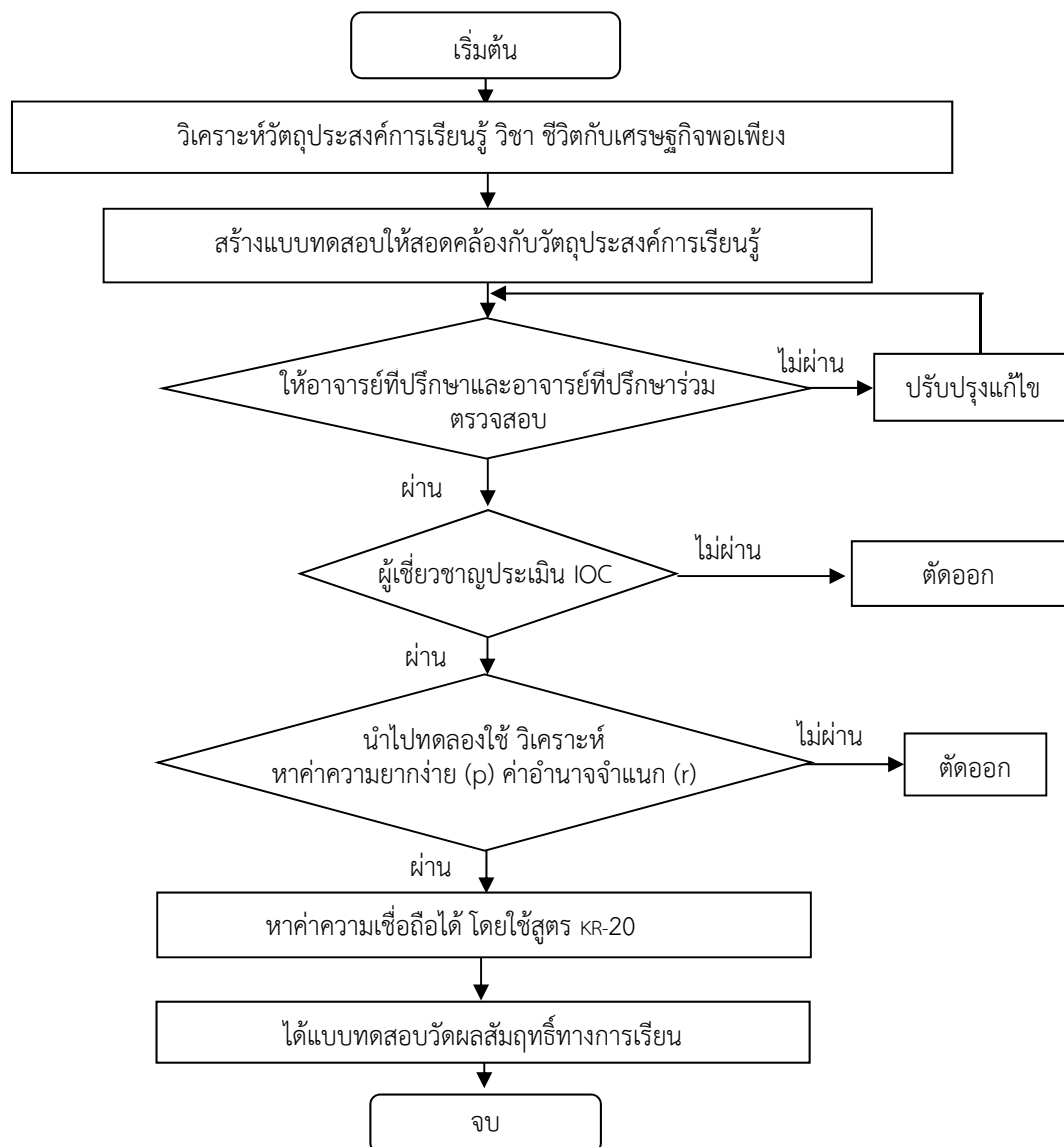 เริ่มต้น
วิเคราะห์วัตถุประสงค์การเรียนรู้ วิชา ชีวิตกับเศรษฐกิจพอเพียง
สร้างแบบทดสอบให้สอดคล้องกับวัตถุประสงค์การเรียนรู้
ไม่ผ่าน
ให้อาจารย์ที่ปรึกษาและอาจารย์ที่ปรึกษาร่วม
ตรวจสอบ
ปรับปรุงแก้ไข
ผ่าน
ผู้เชี่ยวชาญประเมิน IOC
ไม่ผ่าน
ตัดออก
ผ่าน
นำไปทดลองใช้ วิเคราะห์
หาค่าความยากง่าย (p) ค่าอำนาจจำแนก (r)
ไม่ผ่าน
ตัดออก
ผ่าน
หาค่าความเชื่อถือได้ โดยใช้สูตร KR-20
ได้แบบทดสอบวัดผลสัมฤทธิ์ทางการเรียน
จบ